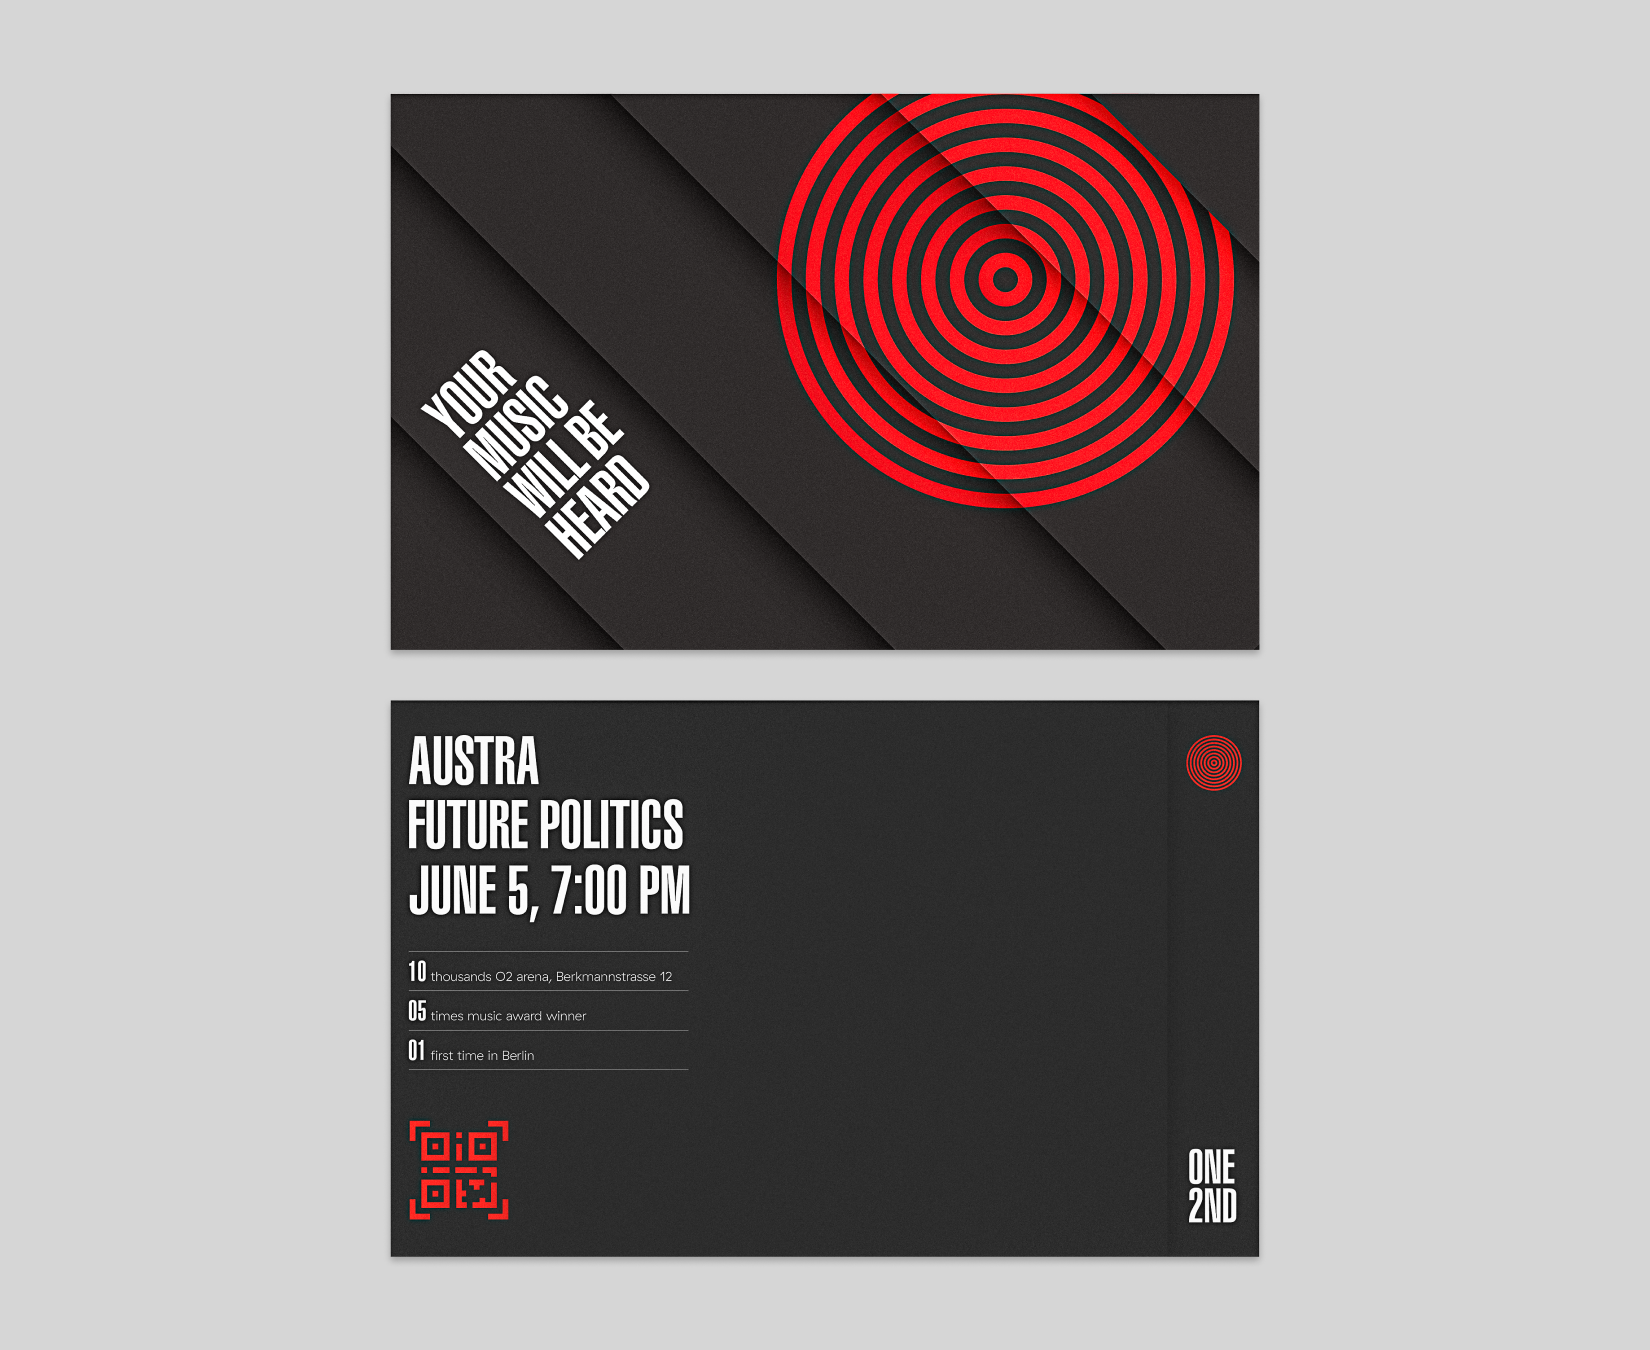 YOUR
MUSIC
WILL BE
HEARD
AUSTRA
FUTURE POLITICS
JUNE 5, 7:00 PM
10 thousands O2 arena, Berkmannstrasse 12
05 times music award winner
01 first time in Berlin
ONE
2ND